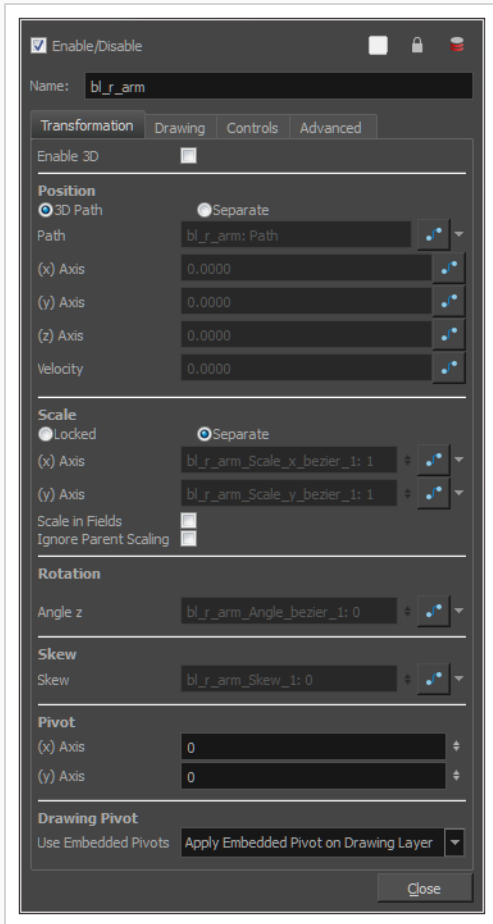 Enable/Disable
Name: bl_r_arm
Transformation Drawing Controls Advanced
Enable 3D
Position
3D Path Separate
Path bl_r_arm: Path
(x) Axis 0.0000
(y) Axis 0.0000
(z) Axis 0.0000
Velocity 0.0000
Scale
Locked Separate
(x) Axis bl_r_arm_Scale_x_bezier_1: 1
(y) Axis bl_r_arm_Scale_y_bezier_1: 1
Scale in Fields
Ignore Parent Scaling
Rotation
Angle z bl_r_arm_Angle_bezier_1: 0
Skew
Skew bl_r_arm_Skew_1: 0
Pivot
(x) Axis 0
(y) Axis 0
Drawing Pivot
Use Embedded Pivots Apply Embedded Pivot on Drawing Layer
Close